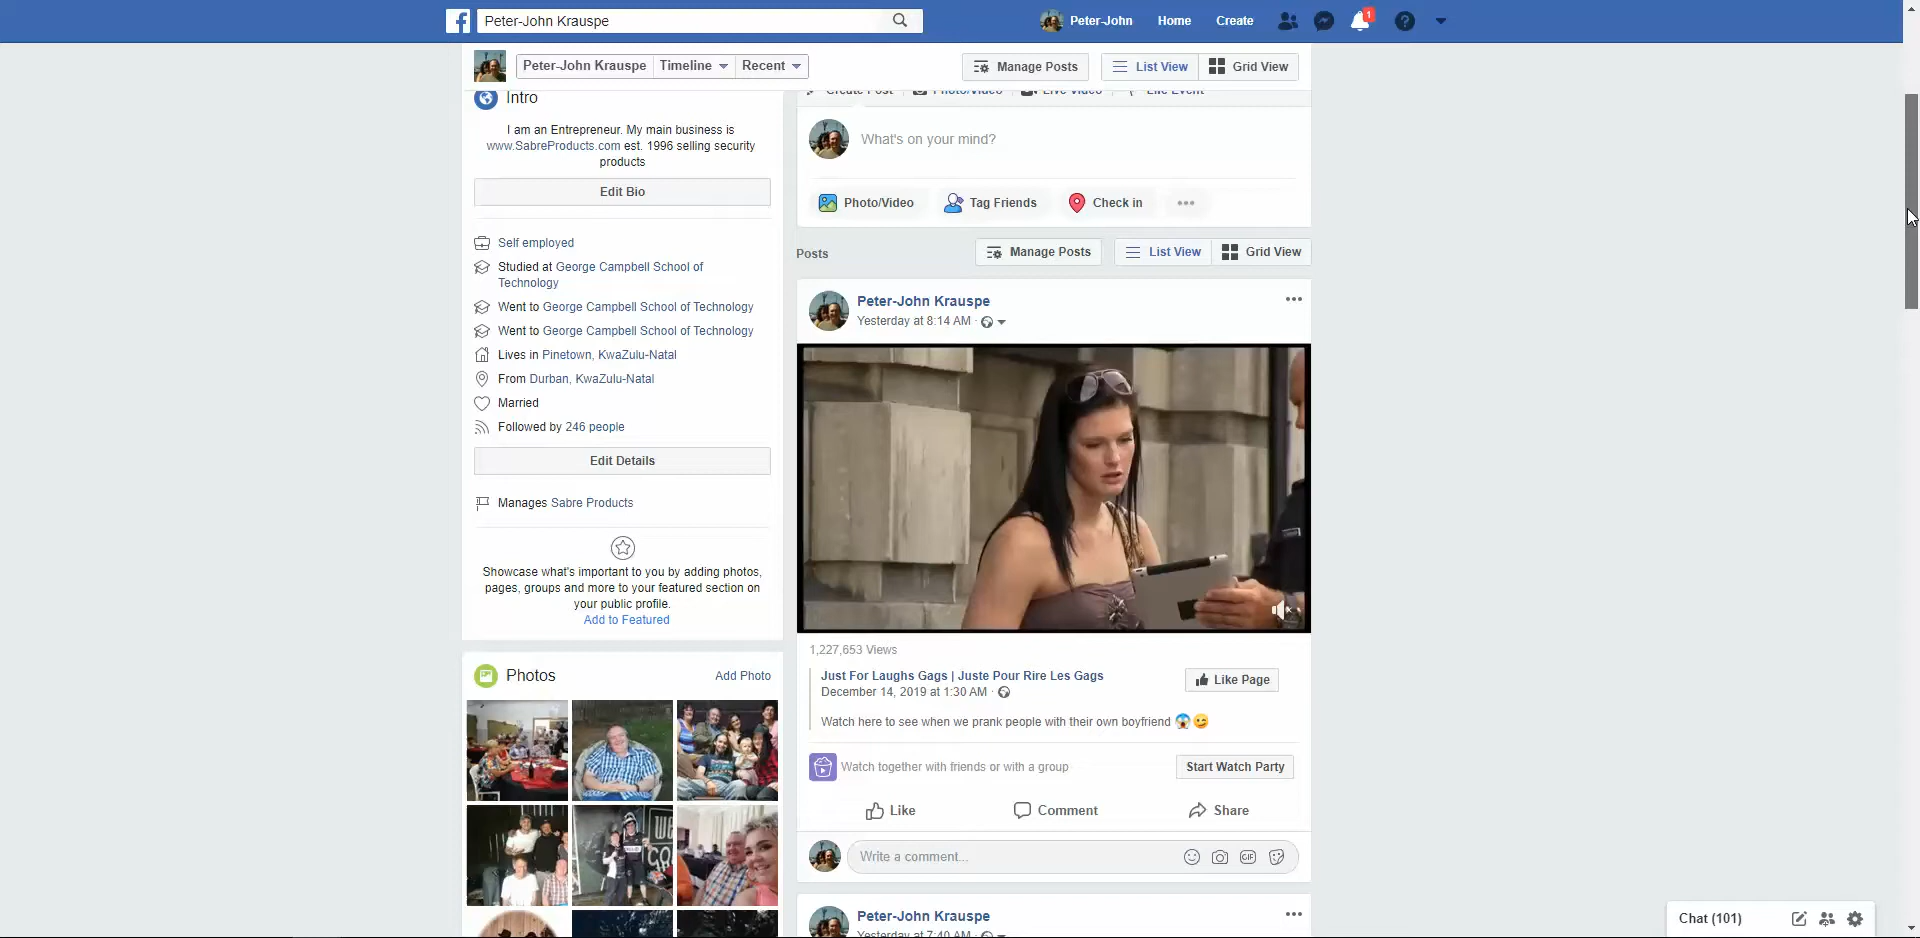 Peter-John Krauspe
Peter-John
Home
Create
1
Peter-John Krauspe
Timeline
Recent
Manage Posts
List View
Grid View
Intro
I am an Entrepreneur. My main business is
www.SabreProducts.com est. 1996 selling security
products
Edit Bio
Self employed
Studied at George Campbell School of
Technology
Went to George Campbell School of Technology
Went to George Campbell School of Technology
Lives in Pinetown, KwaZulu-Natal
From Durban, KwaZulu-Natal
Married
Followed by 246 people
Edit Details
Manages Sabre Products
Showcase what's important to you by adding photos,
pages, groups and more to your featured section on
your public profile.
Add to Featured
Photos
Add Photo
Create Post
Photo/Video
Live Video
Life Event
What's on your mind?
Photo/Video
Tag Friends
Check in
Posts
Manage Posts
List View
Grid View
Peter-John Krauspe
Yesterday at 8:14 AM ·
1,227,653 Views
Just For Laughs Gags | Juste Pour Rire Les Gags
December 14, 2019 at 1:30 AM ·
Like Page
Watch here to see when we prank people with their own boyfriend 😱😜
Watch together with friends or with a group
Start Watch Party
Like
Comment
Share
Write a comment...
GIF
Peter-John Krauspe
Yesterday at 7:40 AM ·
Chat (101)